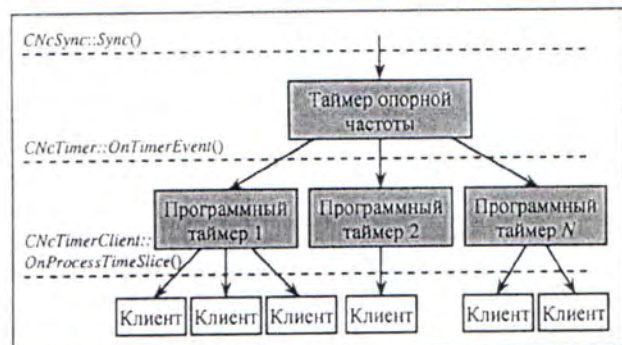 CNcSync::Sync()
Таймер опорной
частоты
CNcTimer::OnTimerEvent()
Программный
таймер 1
Программный
таймер 2
Программный
таймер N
CNcTimerClient::
OnProcessTimeSlice()
Клиент
Клиент
Клиент
Клиент
Клиент
Клиент